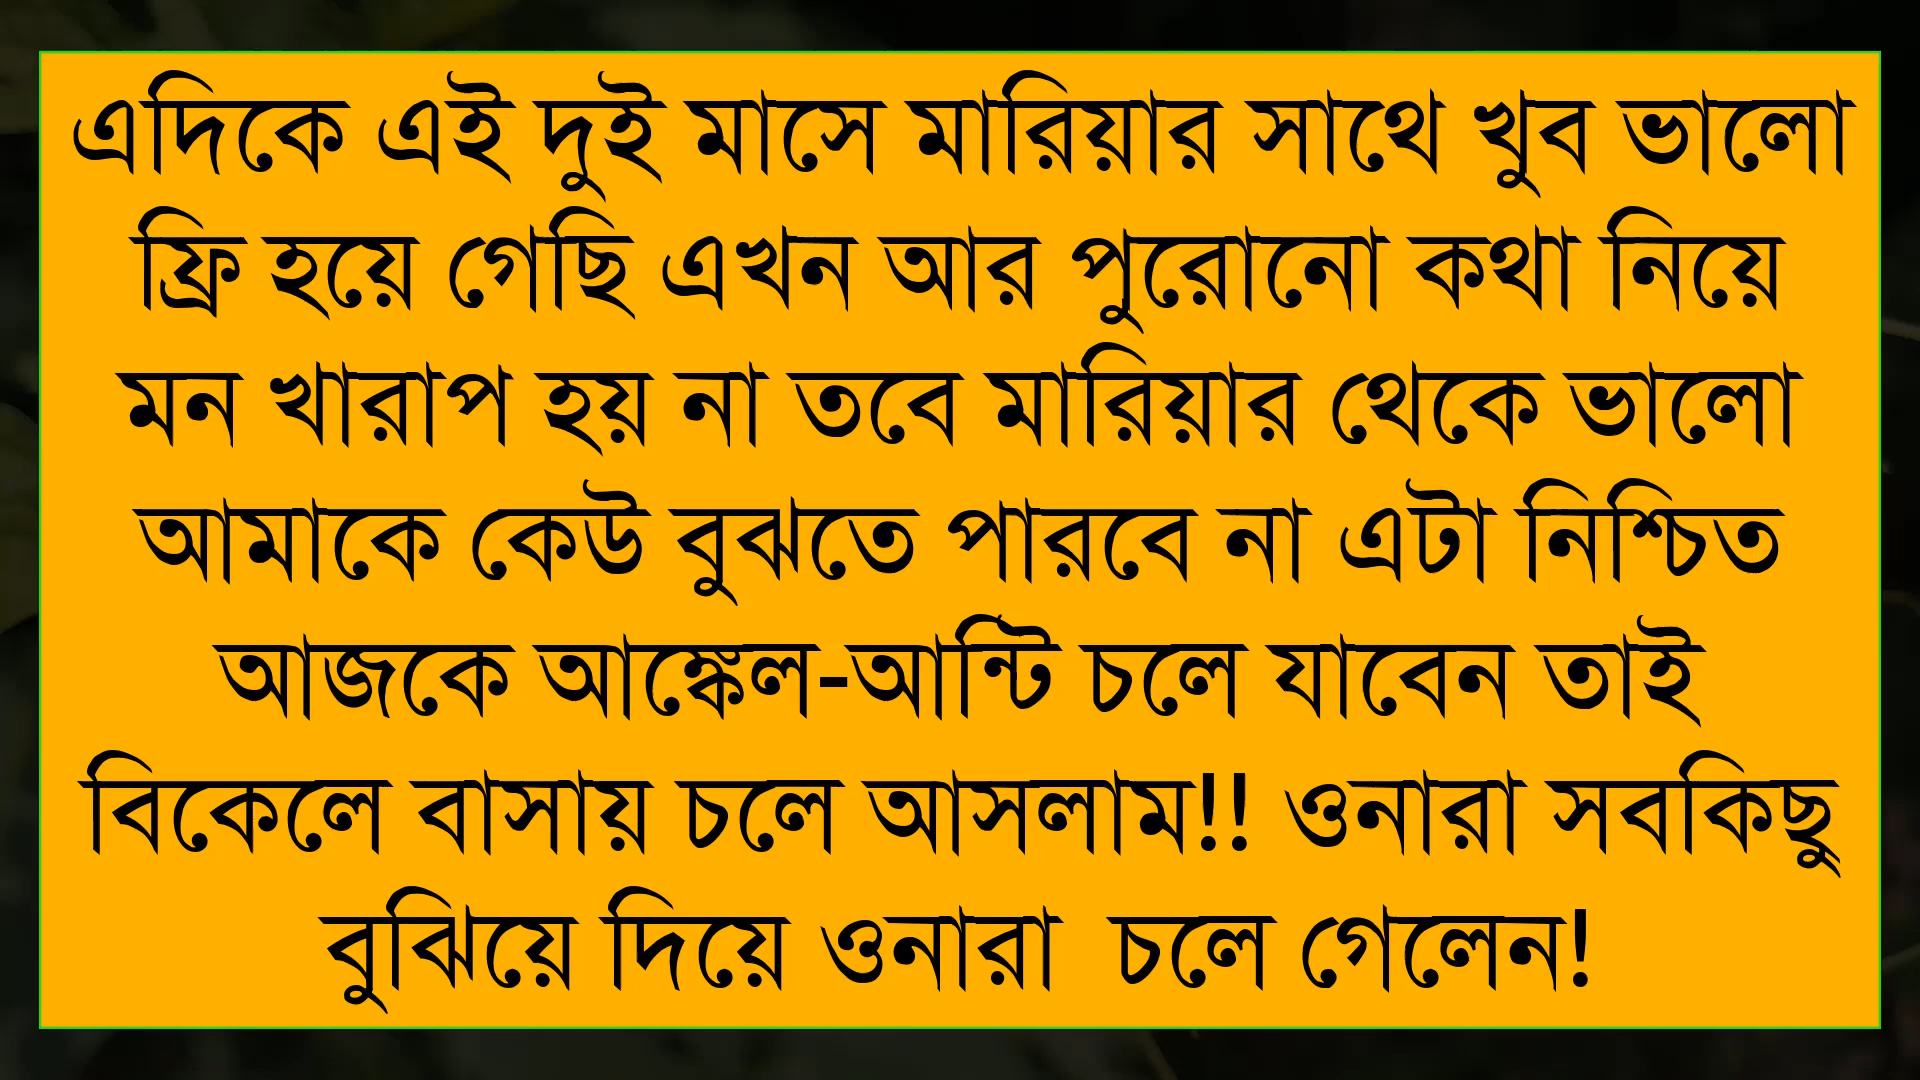 এদিকে এই দুই মাসে মারিয়ার সাথে খুব ভালো
ফ্রি হয়ে গেছি এখন আর পুরোনো কথা নিয়ে
মন খারাপ হয় না তবে মারিয়ার থেকে ভালো
আমাকে কেউ বুঝতে পারবে না এটা নিশ্চিত
আজকে আঙ্কেল-আন্টি চলে যাবেন তাই
বিকেলে বাসায় চলে আসলাম!! ওনারা সবকিছু
বুঝিয়ে দিয়ে ওনারা  চলে গেলেন!